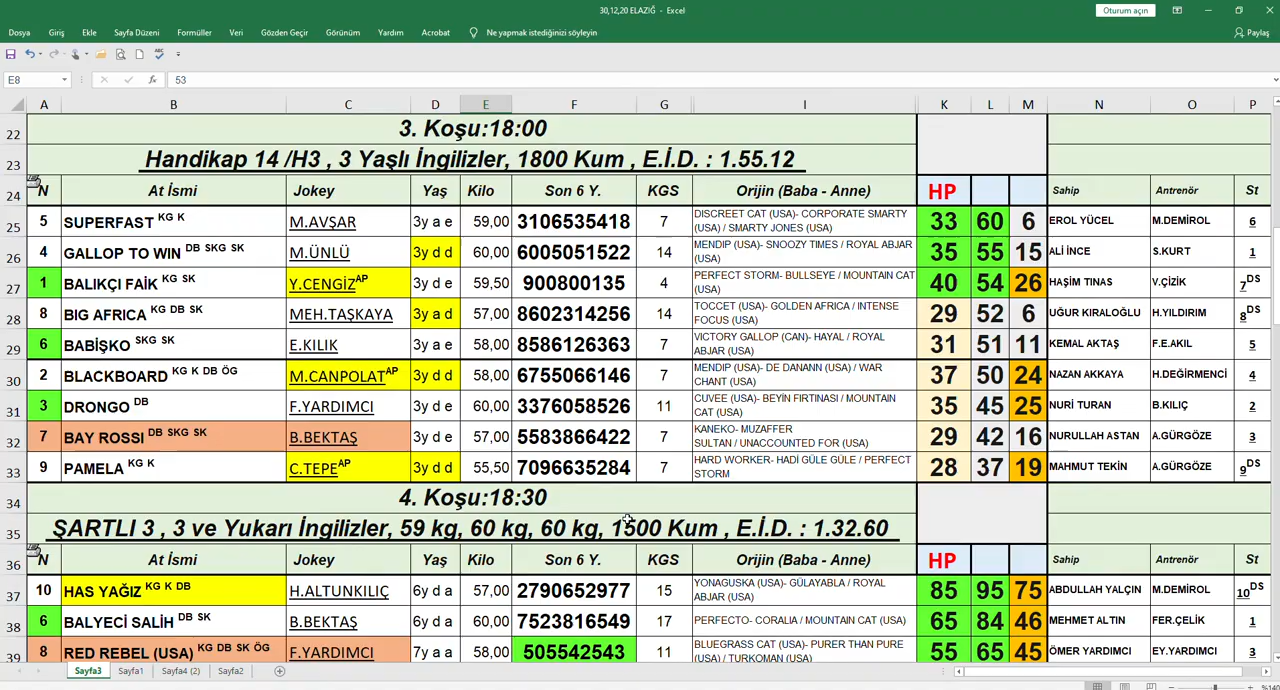 30,12,20 ELAZIĞ - Excel
Oturum açın
Dosya Giriş Ekle Sayfa Düzeni Formüller Veri Gözden Geçir Görünüm Yardım Acrobat Ne yapmak istediğinizi söyleyin Paylaş
E8 fx 53
A B C D E F G I K L M N O P
22 3. Koşu:18:00
23 Handikap 14 /H3 , 3 Yaşlı İngilizler, 1800 Kum , E.İ.D. : 1.55.12
24 N At İsmi Jokey Yaş Kilo Son 6 Y. KGS Orijin (Baba - Anne) HP Sahip Antrenör St
25 5 SUPERFAST KG K M.AVŞAR 3y a e 59,00 3106535418 7 DISCREET CAT (USA)- CORPORATE SMARTY (USA) / SMARTY JONES (USA) 33 60 6 EROL YÜCEL M.DEMİROL 6
26 4 GALLOP TO WIN DB SKG SK M.ÜNLÜ 3y d d 60,00 6005051522 14 MENDIP (USA)- SNOOZY TIMES / ROYAL ABJAR (USA) 35 55 15 ALİ İNCE S.KURT 1
27 1 BALIKÇI FAİK KG SK Y.CENGİZ AP 3y d e 59,50 900800135 4 PERFECT STORM- BULLSEYE / MOUNTAIN CAT (USA) 40 54 26 HAŞİM TINAS V.ÇİZİK 7 DS
28 8 BIG AFRICA KG DB SK MEH.TAŞKAYA 3y a d 57,00 8602314256 14 TOCCET (USA)- GOLDEN AFRICA / INTENSE FOCUS (USA) 29 52 6 UĞUR KIRALOĞLU H.YILDIRIM 8 DS
29 6 BABİŞKO SKG SK E.KILIK 3y a e 58,00 8586126363 7 VICTORY GALLOP (CAN)- HAYAL / ROYAL ABJAR (USA) 31 51 11 KEMAL AKTAŞ F.E.AKIL 5
30 2 BLACKBOARD KG K DB ÖG M.CANPOLAT AP 3y d d 58,00 6755066146 7 MENDIP (USA)- DE DANANN (USA) / WAR CHANT (USA) 37 50 24 NAZAN AKKAYA H.DEĞİRMENCİ 4
31 3 DRONGO DB F.YARDIMCI 3y d e 60,00 3376058526 11 CUVEE (USA)- BEYİN FIRTINASI / MOUNTAIN CAT (USA) 35 45 25 NURİ TURAN B.KILIÇ 2
32 7 BAY ROSSI DB SKG SK B.BEKTAŞ 3y d e 57,00 5583866422 7 KANEKO- MUZAFFER SULTAN / UNACCOUNTED FOR (USA) 29 42 16 NURULLAH ASTAN A.GÜRGÖZE 3
33 9 PAMELA KG K C.TEPE AP 3y d d 55,50 7096635284 7 HARD WORKER- HADİ GÜLE GÜLE / PERFECT STORM 28 37 19 MAHMUT TEKİN A.GÜRGÖZE 9 DS
34 4. Koşu:18:30
35 ŞARTLI 3 , 3 ve Yukarı İngilizler, 59 kg, 60 kg, 60 kg, 1500 Kum , E.İ.D. : 1.32.60
36 N At İsmi Jokey Yaş Kilo Son 6 Y. KGS Orijin (Baba - Anne) HP Sahip Antrenör St
37 10 HAS YAĞIZ KG K DB H.ALTUNKILIÇ 6y d a 57,00 2790652977 15 YONAGUSKA (USA)- GÜLAYABLA / ROYAL ABJAR (USA) 85 95 75 ABDULLAH YALÇIN M.DEMİROL 10 DS
38 6 BALYECİ SALİH DB SK B.BEKTAŞ 7y d a 60,00 7523816549 17 PERFECTO- CORALIA / MOUNTAIN CAT (USA) 65 84 46 MEHMET ALTIN FER.ÇELİK 1
39 8 RED REBEL (USA) KG DB SK ÖG F.YARDIMCI 7y a a 58,00 505542543 11 BLUEGRASS CAT (USA)- PURER THAN PURE (USA) / TURKOMAN (USA) 55 65 45 ÖMER YARDIMCI EY.YARDIMCI 3
Sayfa3 Sayfa1 Sayfa4 (2) Sayfa2
%140